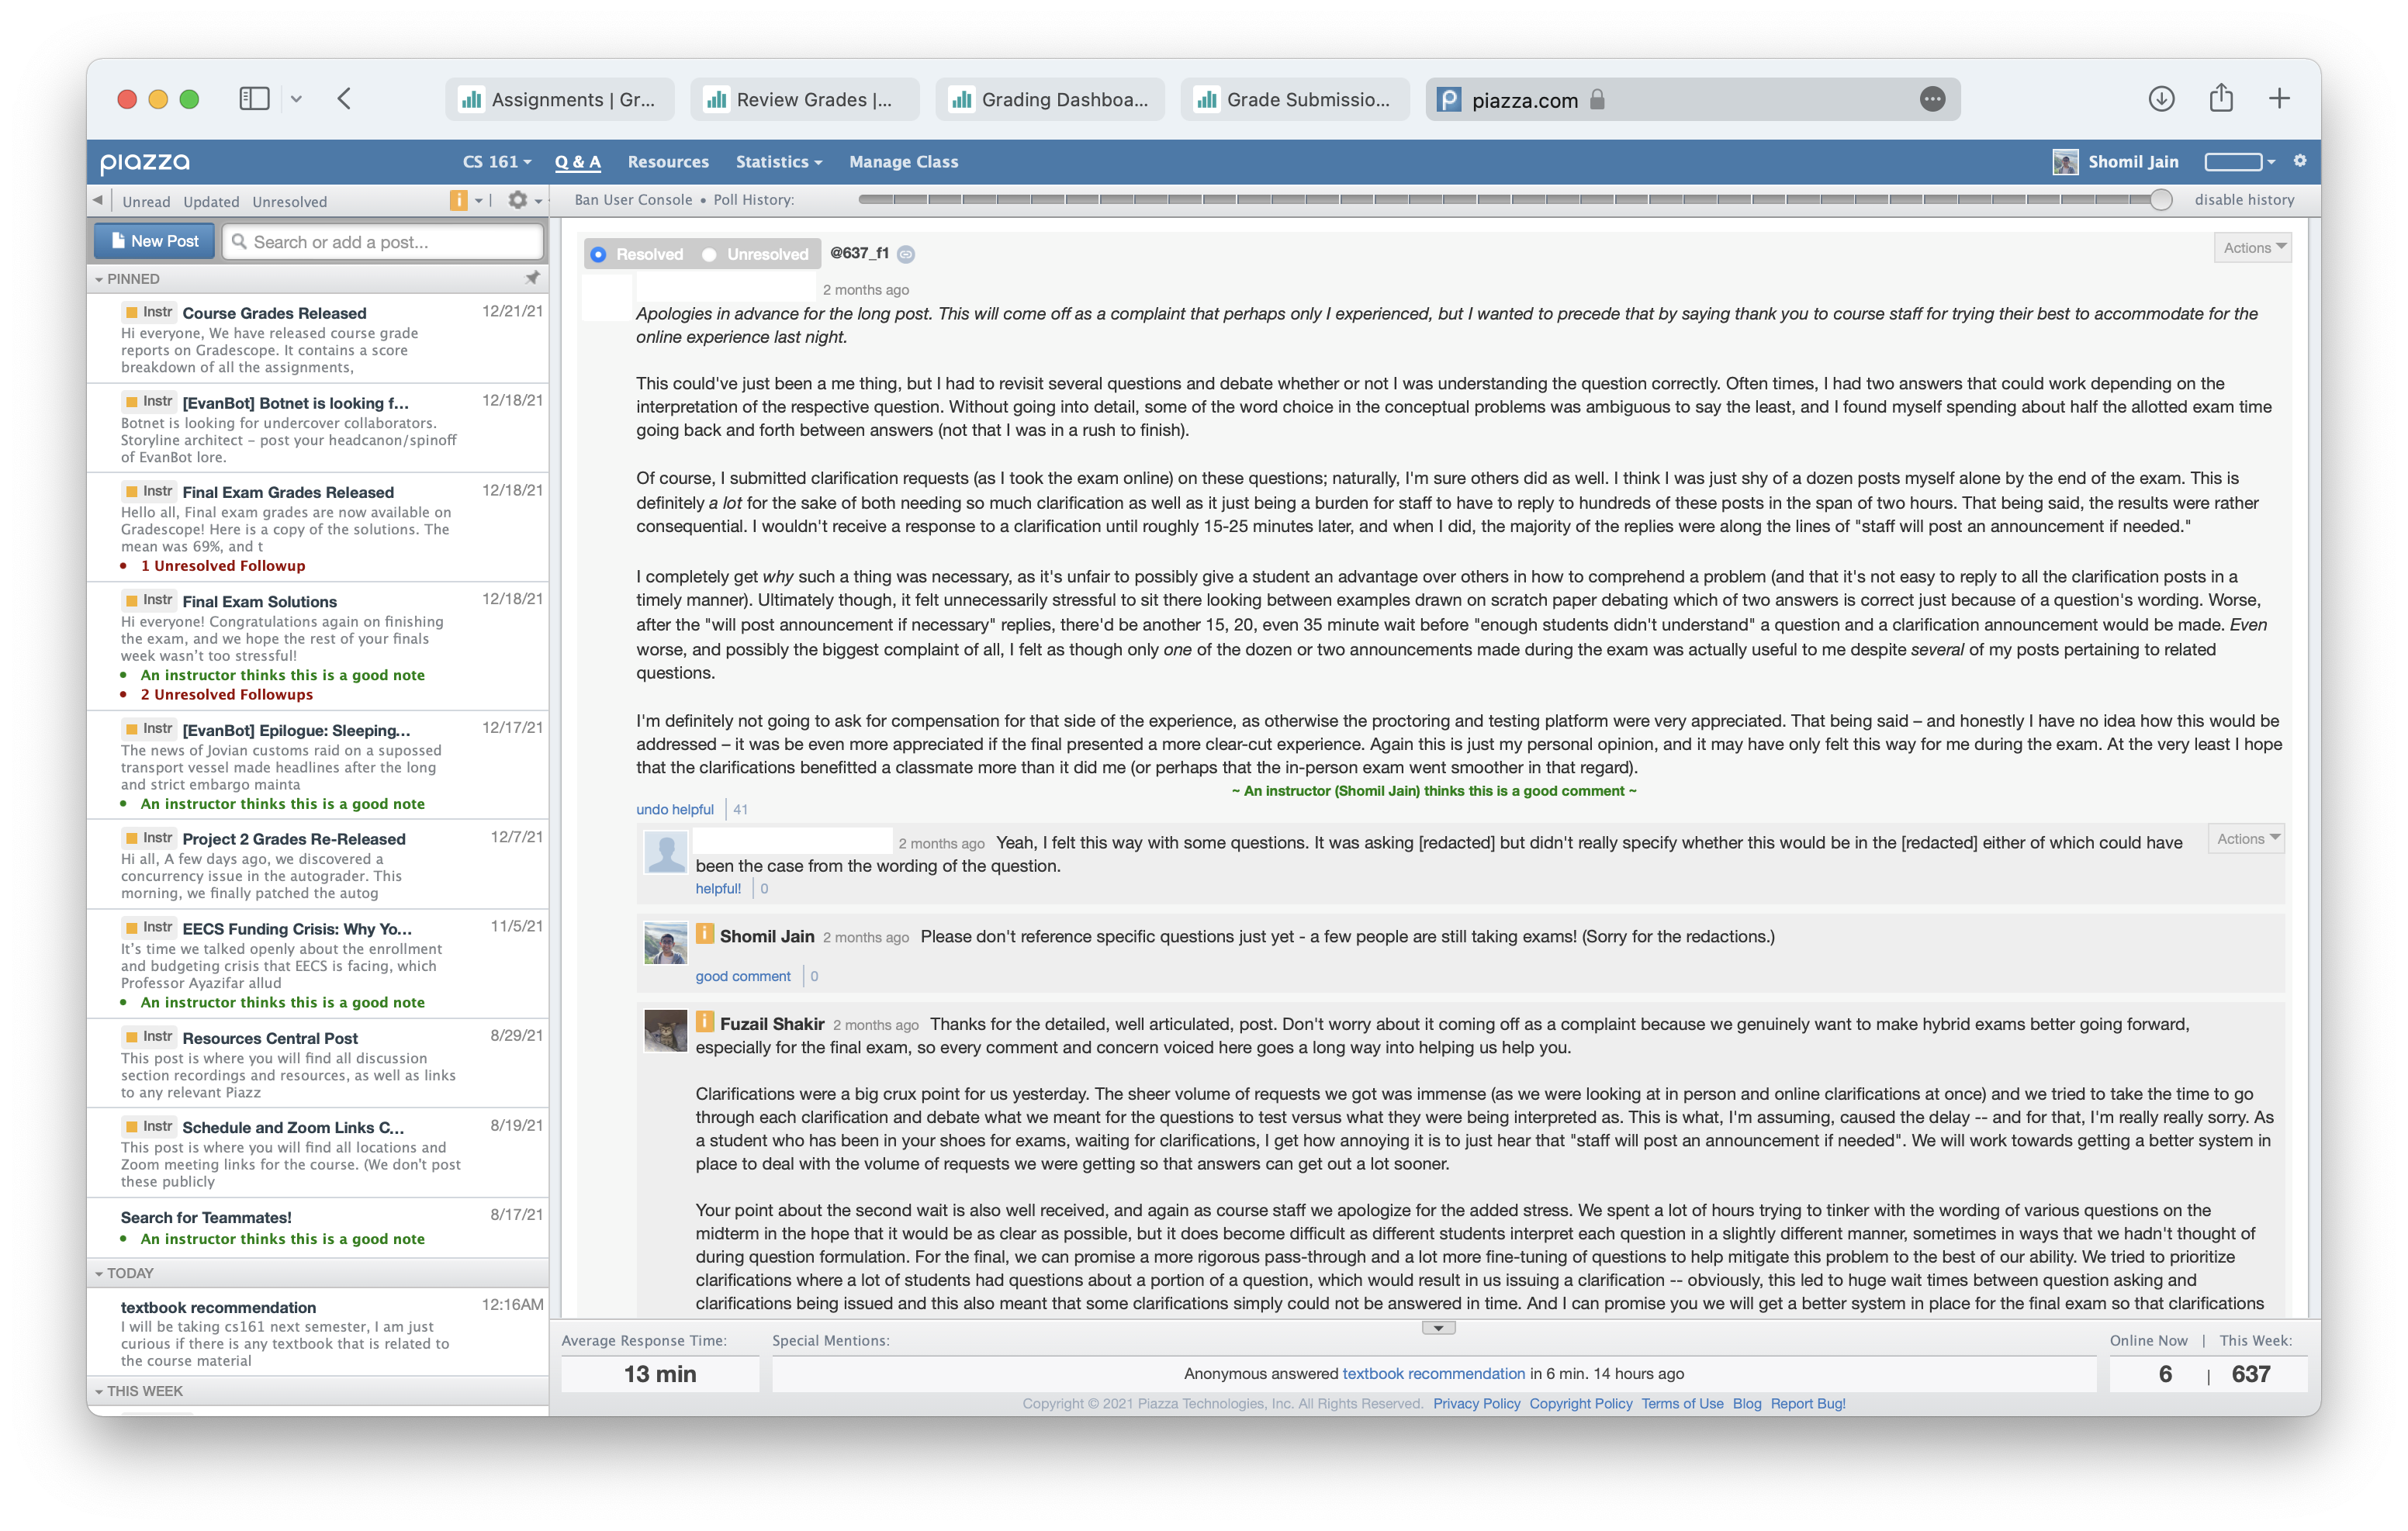 Assignments | Gr...
Review Grades |...
Grading Dashboa...
Grade Submissio...
piazza.com
piazza
CS 161
Q & A
Resources
Statistics
Manage Class
Shomil Jain
Unread Updated Unresolved
Ban User Console • Poll History:
disable history
New Post
Search or add a post...
PINNED
Instr Course Grades Released 12/21/21
Hi everyone, We have released course grade
reports on Gradescope. It contains a score
breakdown of all the assignments,
Instr [EvanBot] Botnet is looking f... 12/18/21
Botnet is looking for undercover collaborators.
Storyline architect - post your headcanon/spinoff
of EvanBot lore.
Instr Final Exam Grades Released 12/18/21
Hello all, Final exam grades are now available on
Gradescope! Here is a copy of the solutions. The
mean was 69%, and t
• 1 Unresolved Followup
Instr Final Exam Solutions 12/18/21
Hi everyone! Congratulations again on finishing
the exam, and we hope the rest of your finals
week wasn't too stressful!
• An instructor thinks this is a good note
• 2 Unresolved Followups
Instr [EvanBot] Epilogue: Sleeping... 12/17/21
The news of Jovian customs raid on a supossed
transport vessel made headlines after the long
and strict embargo mainta
• An instructor thinks this is a good note
Instr Project 2 Grades Re-Released 12/7/21
Hi all, A few days ago, we discovered a
concurrency issue in the autograder. This
morning, we finally patched the autog
Instr EECS Funding Crisis: Why Yo... 11/5/21
It's time we talked openly about the enrollment
and budgeting crisis that EECS is facing, which
Professor Ayazifar allud
• An instructor thinks this is a good note
Instr Resources Central Post 8/29/21
This post is where you will find all discussion
section recordings and resources, as well as links
to any relevant Piazz
Instr Schedule and Zoom Links C... 8/19/21
This post is where you will find all locations and
Zoom meeting links for the course. (We don't post
these publicly
Search for Teammates! 8/17/21
• An instructor thinks this is a good note
TODAY
textbook recommendation 12:16AM
I will be taking cs161 next semester, I am just
curious if there is any textbook that is related to
the course material
THIS WEEK
Resolved Unresolved @637_f1
Actions
2 months ago
Apologies in advance for the long post. This will come off as a complaint that perhaps only I experienced, but I wanted to precede that by saying thank you to course staff for trying their best to accommodate for the
online experience last night.
This could've just been a me thing, but I had to revisit several questions and debate whether or not I was understanding the question correctly. Often times, I had two answers that could work depending on the
interpretation of the respective question. Without going into detail, some of the word choice in the conceptual problems was ambiguous to say the least, and I found myself spending about half the allotted exam time
going back and forth between answers (not that I was in a rush to finish).
Of course, I submitted clarification requests (as I took the exam online) on these questions; naturally, I'm sure others did as well. I think I was just shy of a dozen posts myself alone by the end of the exam. This is
definitely a lot for the sake of both needing so much clarification as well as it just being a burden for staff to have to reply to hundreds of these posts in the span of two hours. That being said, the results were rather
consequential. I wouldn't receive a response to a clarification until roughly 15-25 minutes later, and when I did, the majority of the replies were along the lines of "staff will post an announcement if needed."
I completely get why such a thing was necessary, as it's unfair to possibly give a student an advantage over others in how to comprehend a problem (and that it's not easy to reply to all the clarification posts in a
timely manner). Ultimately though, it felt unnecessarily stressful to sit there looking between examples drawn on scratch paper debating which of two answers is correct just because of a question's wording. Worse,
after the "will post announcement if necessary" replies, there'd be another 15, 20, even 35 minute wait before "enough students didn't understand" a question and a clarification announcement would be made. Even
worse, and possibly the biggest complaint of all, I felt as though only one of the dozen or two announcements made during the exam was actually useful to me despite several of my posts pertaining to related
questions.
I'm definitely not going to ask for compensation for that side of the experience, as otherwise the proctoring and testing platform were very appreciated. That being said – and honestly I have no idea how this would be
addressed – it was be even more appreciated if the final presented a more clear-cut experience. Again this is just my personal opinion, and it may have only felt this way for me during the exam. At the very least I hope
that the clarifications benefitted a classmate more than it did me (or perhaps that the in-person exam went smoother in that regard).
~ An instructor (Shomil Jain) thinks this is a good comment ~
undo helpful 41
2 months ago Yeah, I felt this way with some questions. It was asking [redacted] but didn't really specify whether this would be in the [redacted] either of which could have
been the case from the wording of the question.
Actions
helpful! 0
i Shomil Jain 2 months ago Please don't reference specific questions just yet - a few people are still taking exams! (Sorry for the redactions.)
good comment 0
i Fuzail Shakir 2 months ago Thanks for the detailed, well articulated, post. Don't worry about it coming off as a complaint because we genuinely want to make hybrid exams better going forward,
especially for the final exam, so every comment and concern voiced here goes a long way into helping us help you.
Clarifications were a big crux point for us yesterday. The sheer volume of requests we got was immense (as we were looking at in person and online clarifications at once) and we tried to take the time to go
through each clarification and debate what we meant for the questions to test versus what they were being interpreted as. This is what, I'm assuming, caused the delay -- and for that, I'm really really sorry. As
a student who has been in your shoes for exams, waiting for clarifications, I get how annoying it is to just hear that "staff will post an announcement if needed". We will work towards getting a better system in
place to deal with the volume of requests we were getting so that answers can get out a lot sooner.
Your point about the second wait is also well received, and again as course staff we apologize for the added stress. We spent a lot of hours trying to tinker with the wording of various questions on the
midterm in the hope that it would be as clear as possible, but it does become difficult as different students interpret each question in a slightly different manner, sometimes in ways that we hadn't thought of
during question formulation. For the final, we can promise a more rigorous pass-through and a lot more fine-tuning of questions to help mitigate this problem to the best of our ability. We tried to prioritize
clarifications where a lot of students had questions about a portion of a question, which would result in us issuing a clarification -- obviously, this led to huge wait times between question asking and
clarifications being issued and this also meant that some clarifications simply could not be answered in time. And I can promise you we will get a better system in place for the final exam so that clarifications
Average Response Time:
13 min
Special Mentions:
Anonymous answered textbook recommendation in 6 min. 14 hours ago
Online Now | This Week:
6 | 637
Copyright © 2021 Piazza Technologies, Inc. All Rights Reserved. Privacy Policy Copyright Policy Terms of Use Blog Report Bug!